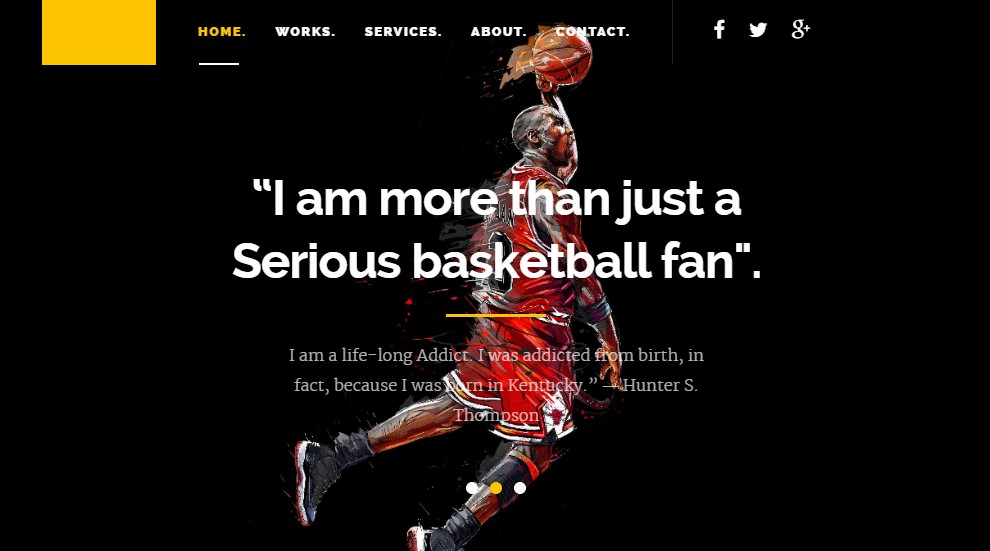 HOME. WORKS. SERVICES. ABOUT. CONTACT.
“I am more than just a
Serious basketball fan".
I am a life-long Addict. I was addicted from birth, in
fact, because I was born in Kentucky.” — Hunter S.
Thompson